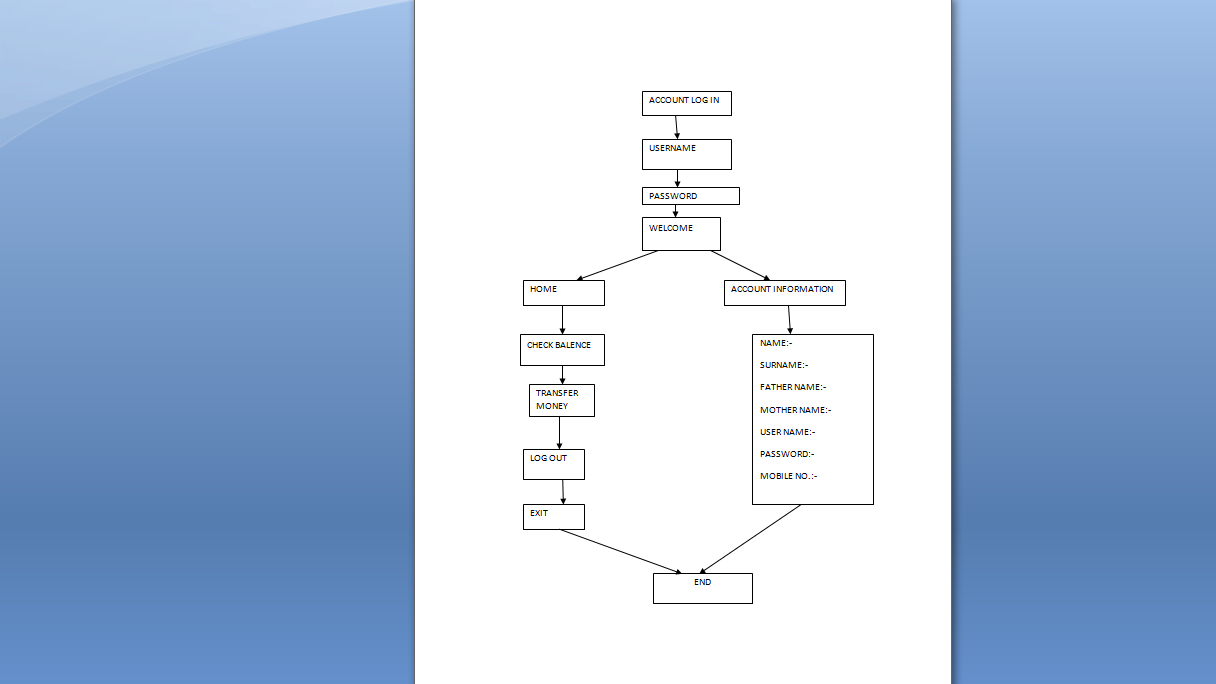 ACCOUNT LOG IN
USERNAME
PASSWORD
WELCOME
HOME
ACCOUNT INFORMATION
CHECK BALENCE
TRANSFER
MONEY
LOG OUT
EXIT
NAME:-
SURNAME:-
FATHER NAME:-
MOTHER NAME:-
USER NAME:-
PASSWORD:-
MOBILE NO.:-
END